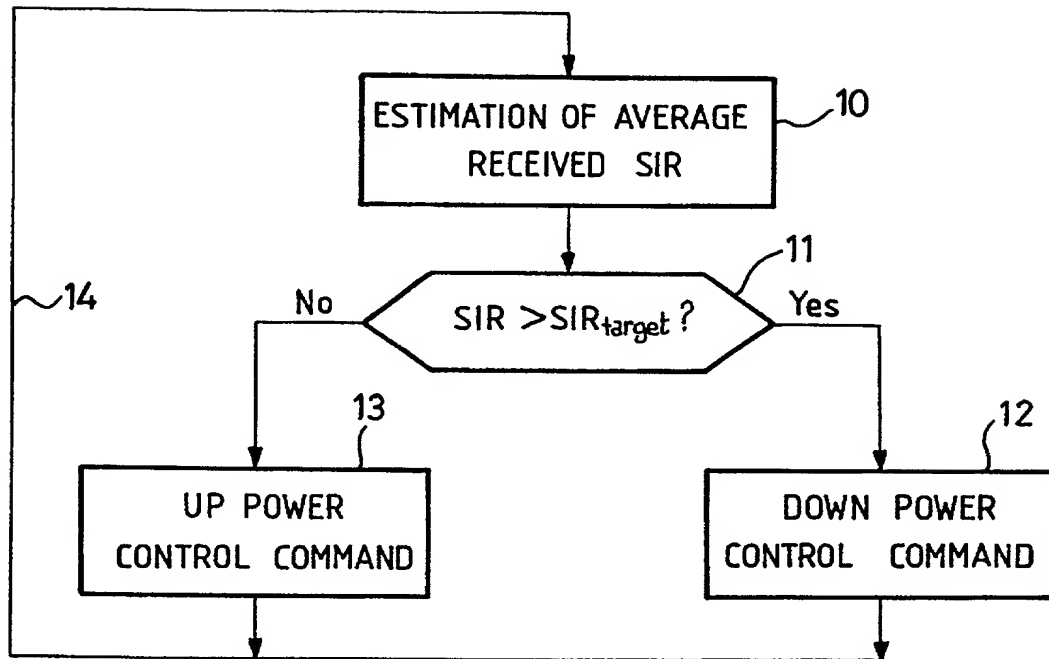 ESTIMATION OF AVERAGE
RECEIVED SIR
10
11
14
No
SIR >SIRtarget?
Yes
13
12
UP POWER
CONTROL COMMAND
DOWN POWER
CONTROL COMMAND